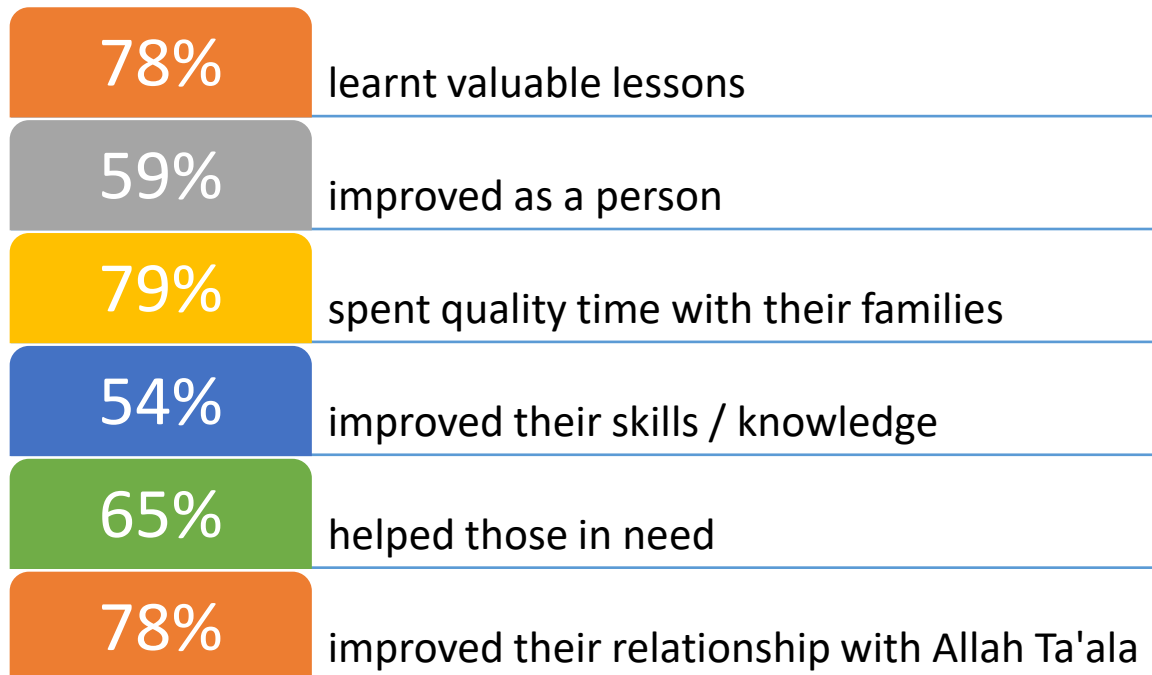 78% learnt valuable lessons
59% improved as a person
79% spent quality time with their families
54% improved their skills / knowledge
65% helped those in need
78% improved their relationship with Allah Ta'ala